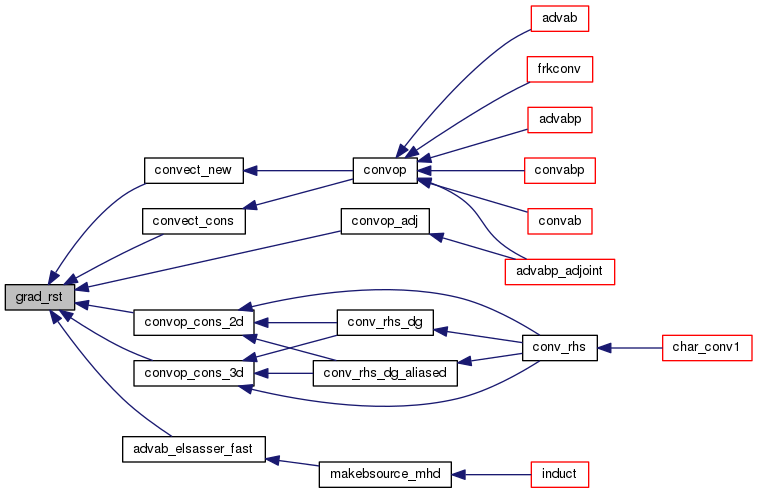 advab
frkconv
advabp
convect_new
convop
convabp
convect_cons
convop_adj
convab
advabp_adjoint
grad_rst
convop_cons_2d
conv_rhs_dg
conv_rhs
char_conv1
convop_cons_3d
conv_rhs_dg_aliased
advab_elsasser_fast
makebsource_mhd
induct